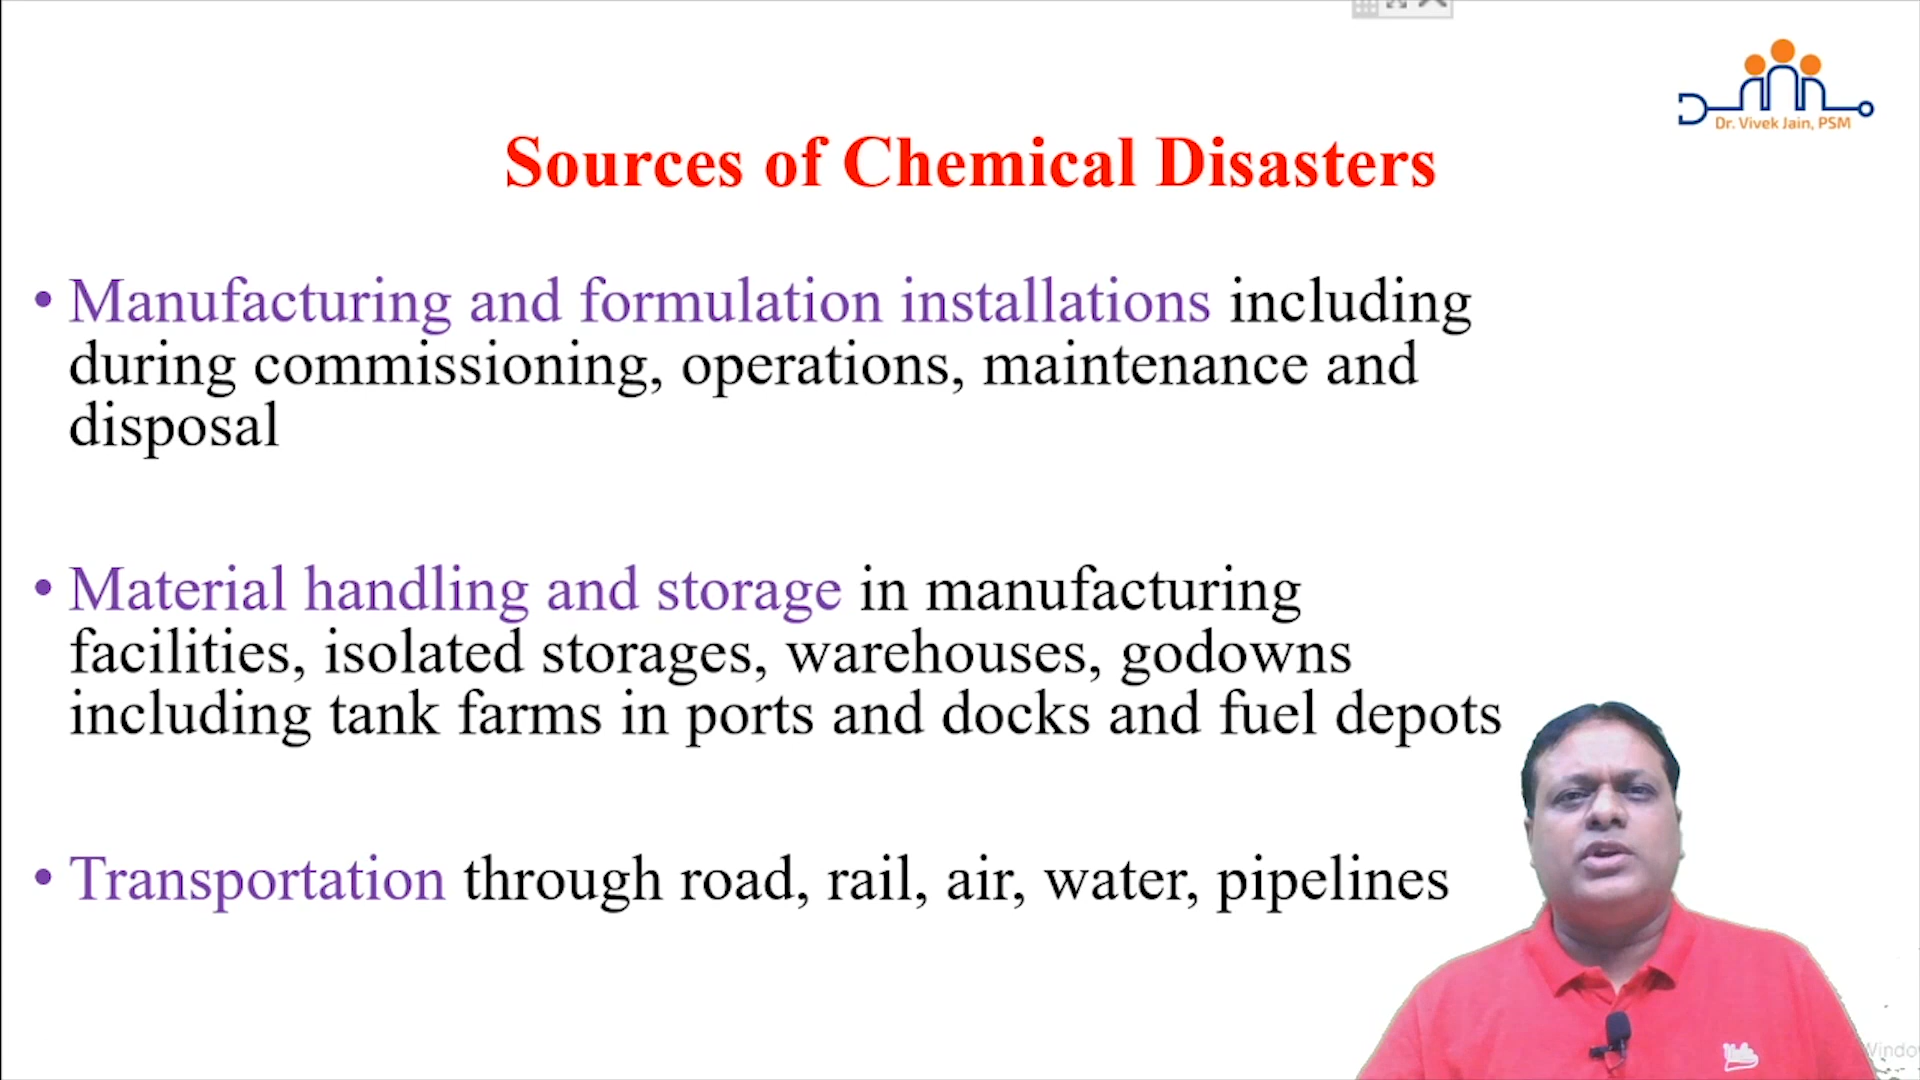 Dr. Vivek Jain, PSM
Sources of Chemical Disasters
• Manufacturing and formulation installations including
during commissioning, operations, maintenance and
disposal
• Material handling and storage in manufacturing
facilities, isolated storages, warehouses, godowns
including tank farms in ports and docks and fuel depots
• Transportation through road, rail, air, water, pipelines